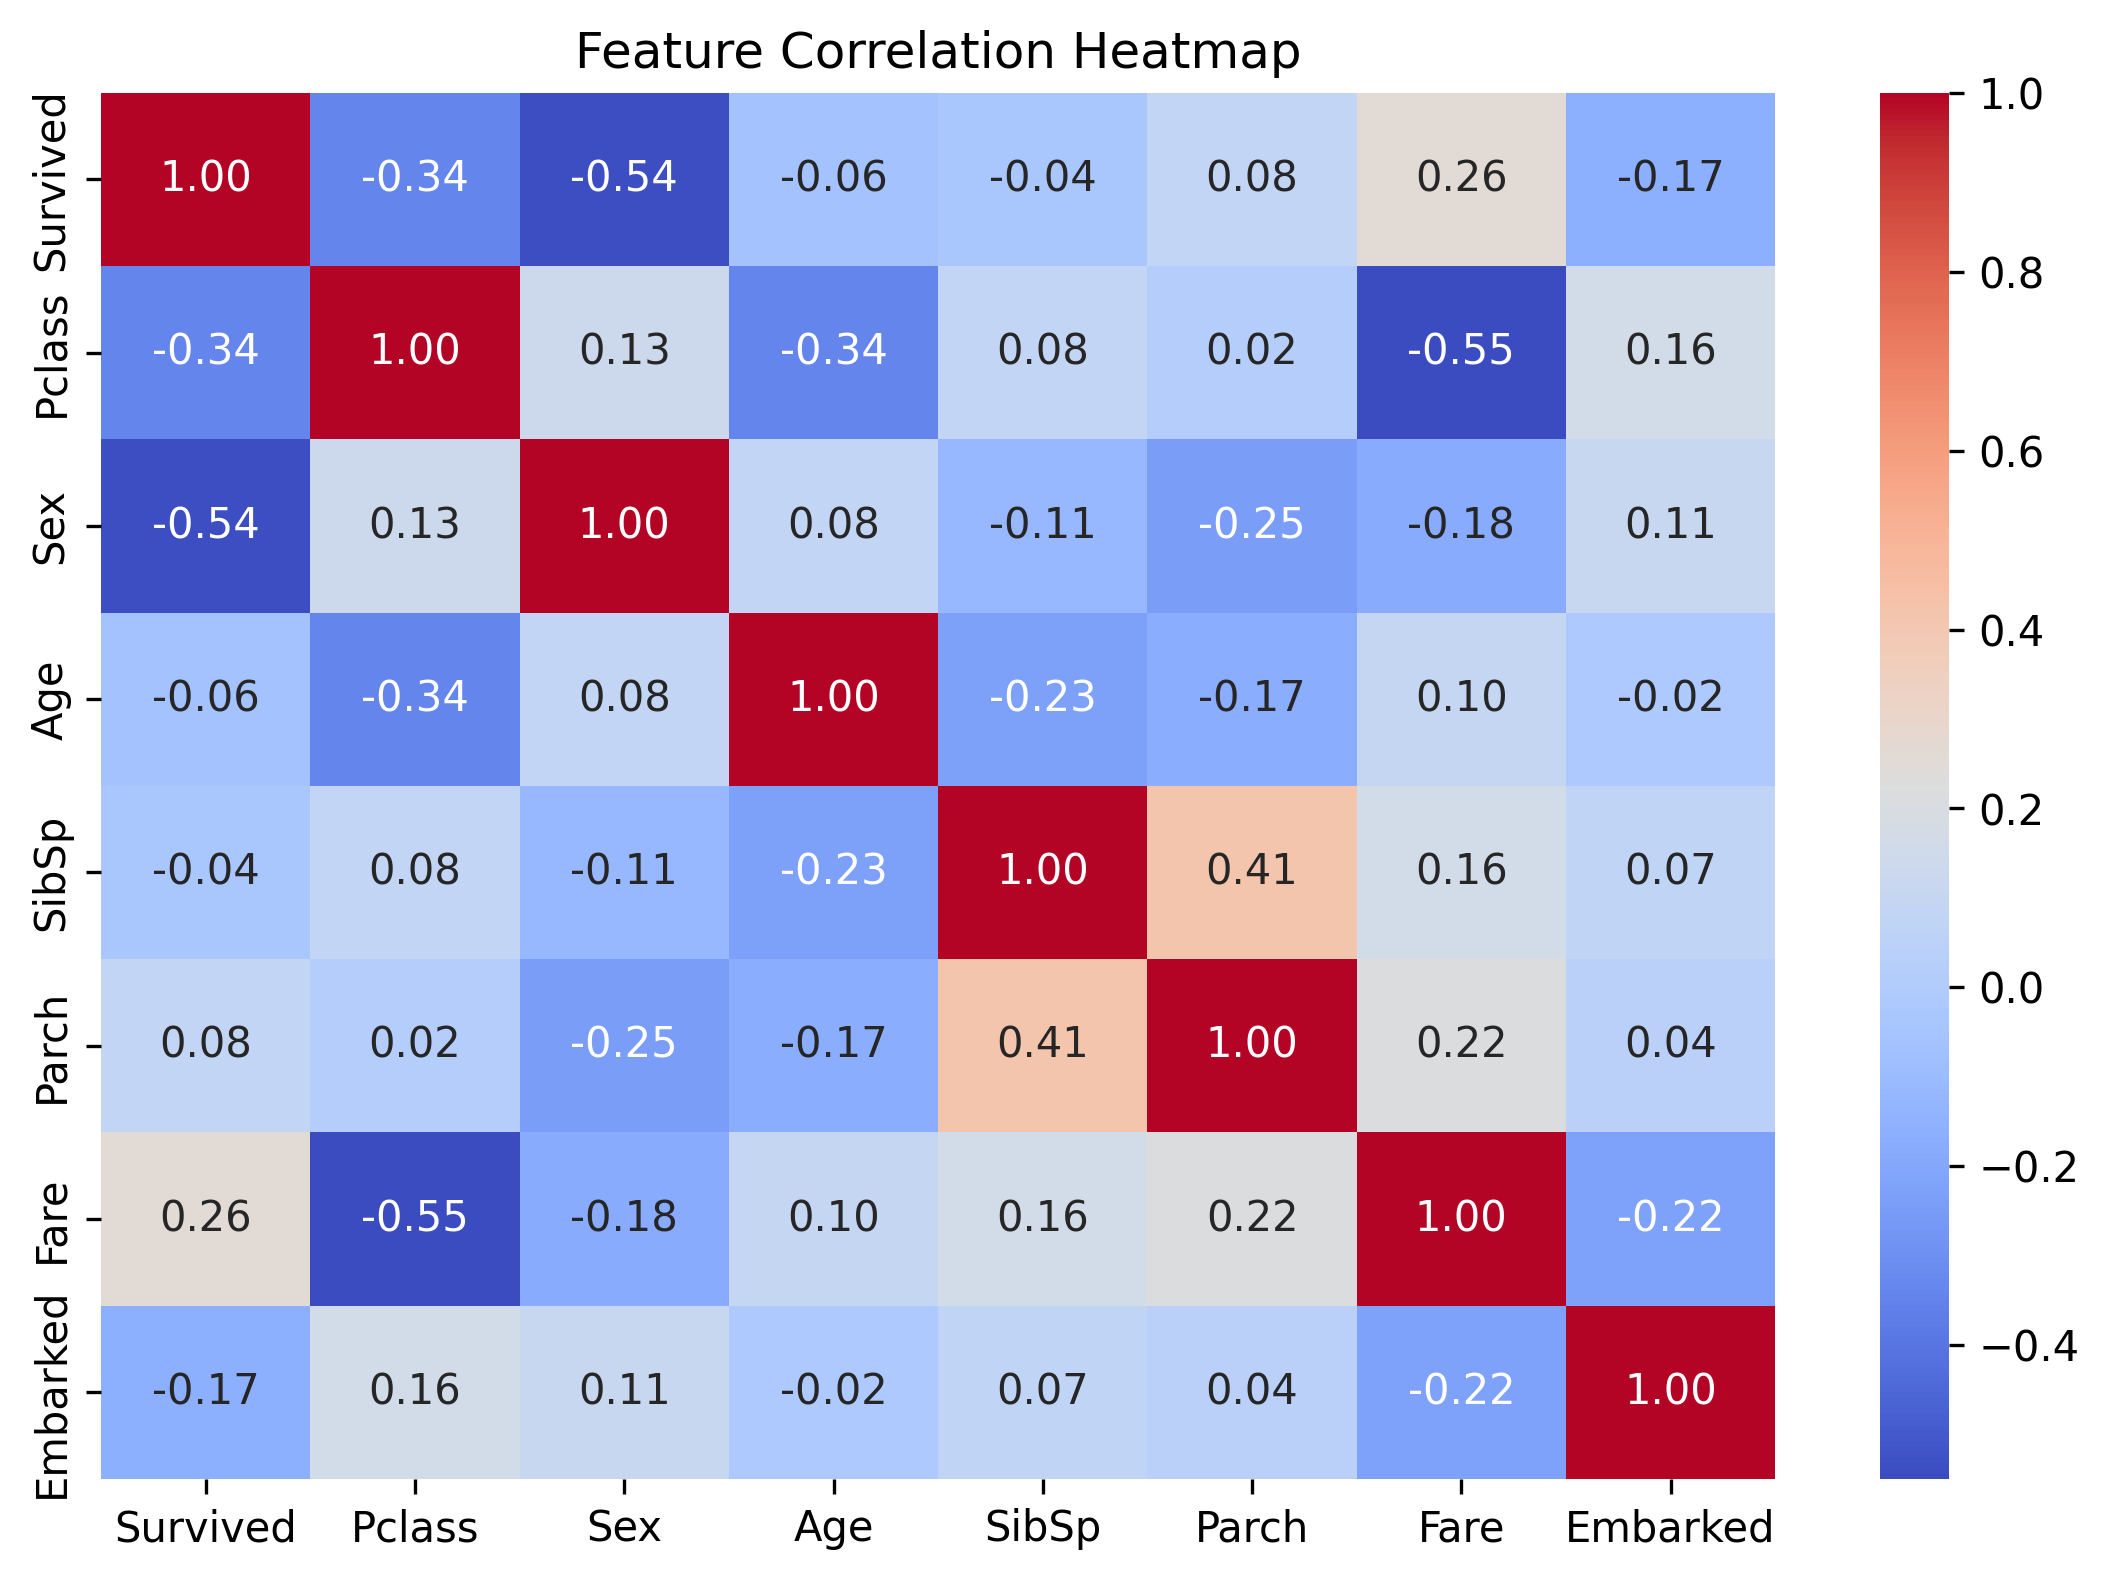 Feature Correlation Heatmap
Survived 1.00 -0.34 -0.54 -0.06 -0.04 0.08 0.26 -0.17
Pclass -0.34 1.00 0.13 -0.34 0.08 0.02 -0.55 0.16
Sex -0.54 0.13 1.00 0.08 -0.11 -0.25 -0.18 0.11
Age -0.06 -0.34 0.08 1.00 -0.23 -0.17 0.10 -0.02
SibSp -0.04 0.08 -0.11 -0.23 1.00 0.41 0.16 0.07
Parch 0.08 0.02 -0.25 -0.17 0.41 1.00 0.22 0.04
Fare 0.26 -0.55 -0.18 0.10 0.16 0.22 1.00 -0.22
Embarked -0.17 0.16 0.11 -0.02 0.07 0.04 -0.22 1.00
Survived Pclass Sex Age SibSp Parch Fare Embarked
1.0
0.8
0.6
0.4
0.2
0.0
−0.2
−0.4